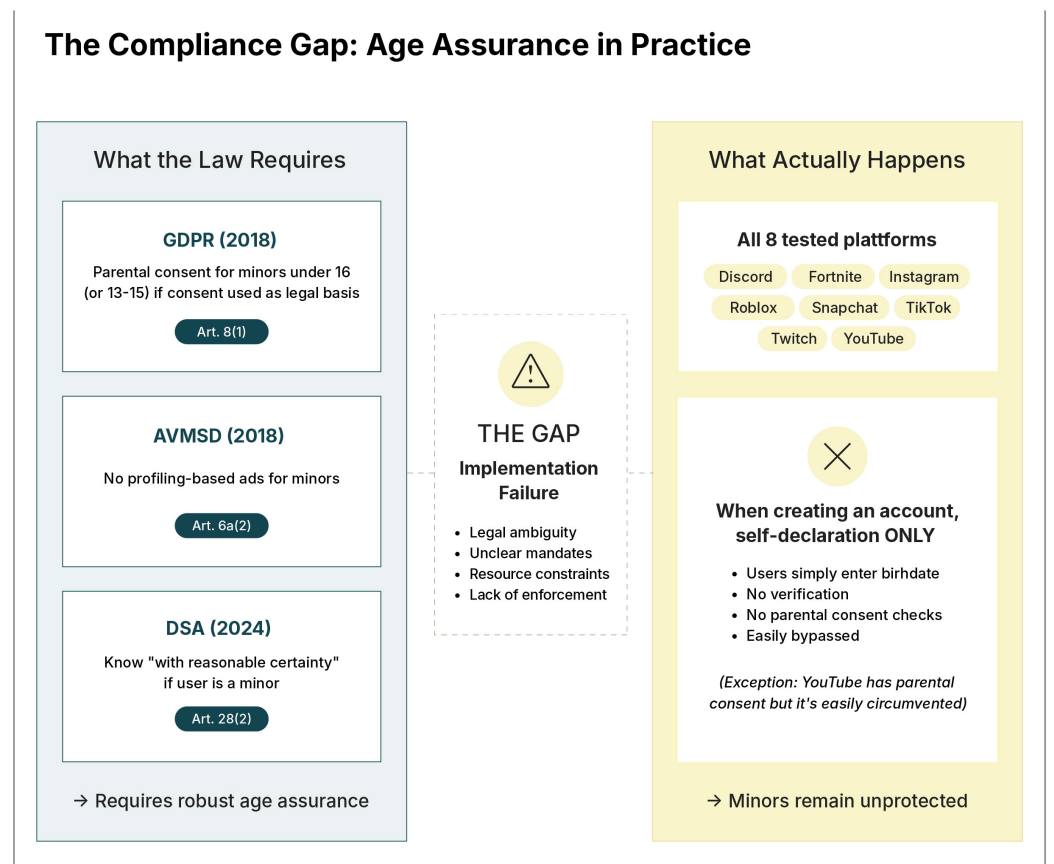 The Compliance Gap: Age Assurance in Practice
What the Law Requires
GDPR (2018)
Parental consent for minors under 16
(or 13-15) if consent used as legal basis
Art. 8(1)
AVMSD (2018)
No profiling-based ads for minors
Art. 6a(2)
DSA (2024)
Know "with reasonable certainty"
if user is a minor
Art. 28(2)
→ Requires robust age assurance
THE GAP
Implementation
Failure
• Legal ambiguity
• Unclear mandates
• Resource constraints
• Lack of enforcement
What Actually Happens
All 8 tested plattforms
Discord Fortnite Instagram
Roblox Snapchat TikTok
Twitch YouTube
When creating an account,
self-declaration ONLY
• Users simply enter birhdate
• No verification
• No parental consent checks
• Easily bypassed
(Exception: YouTube has parental
consent but it's easily circumvented)
→ Minors remain unprotected